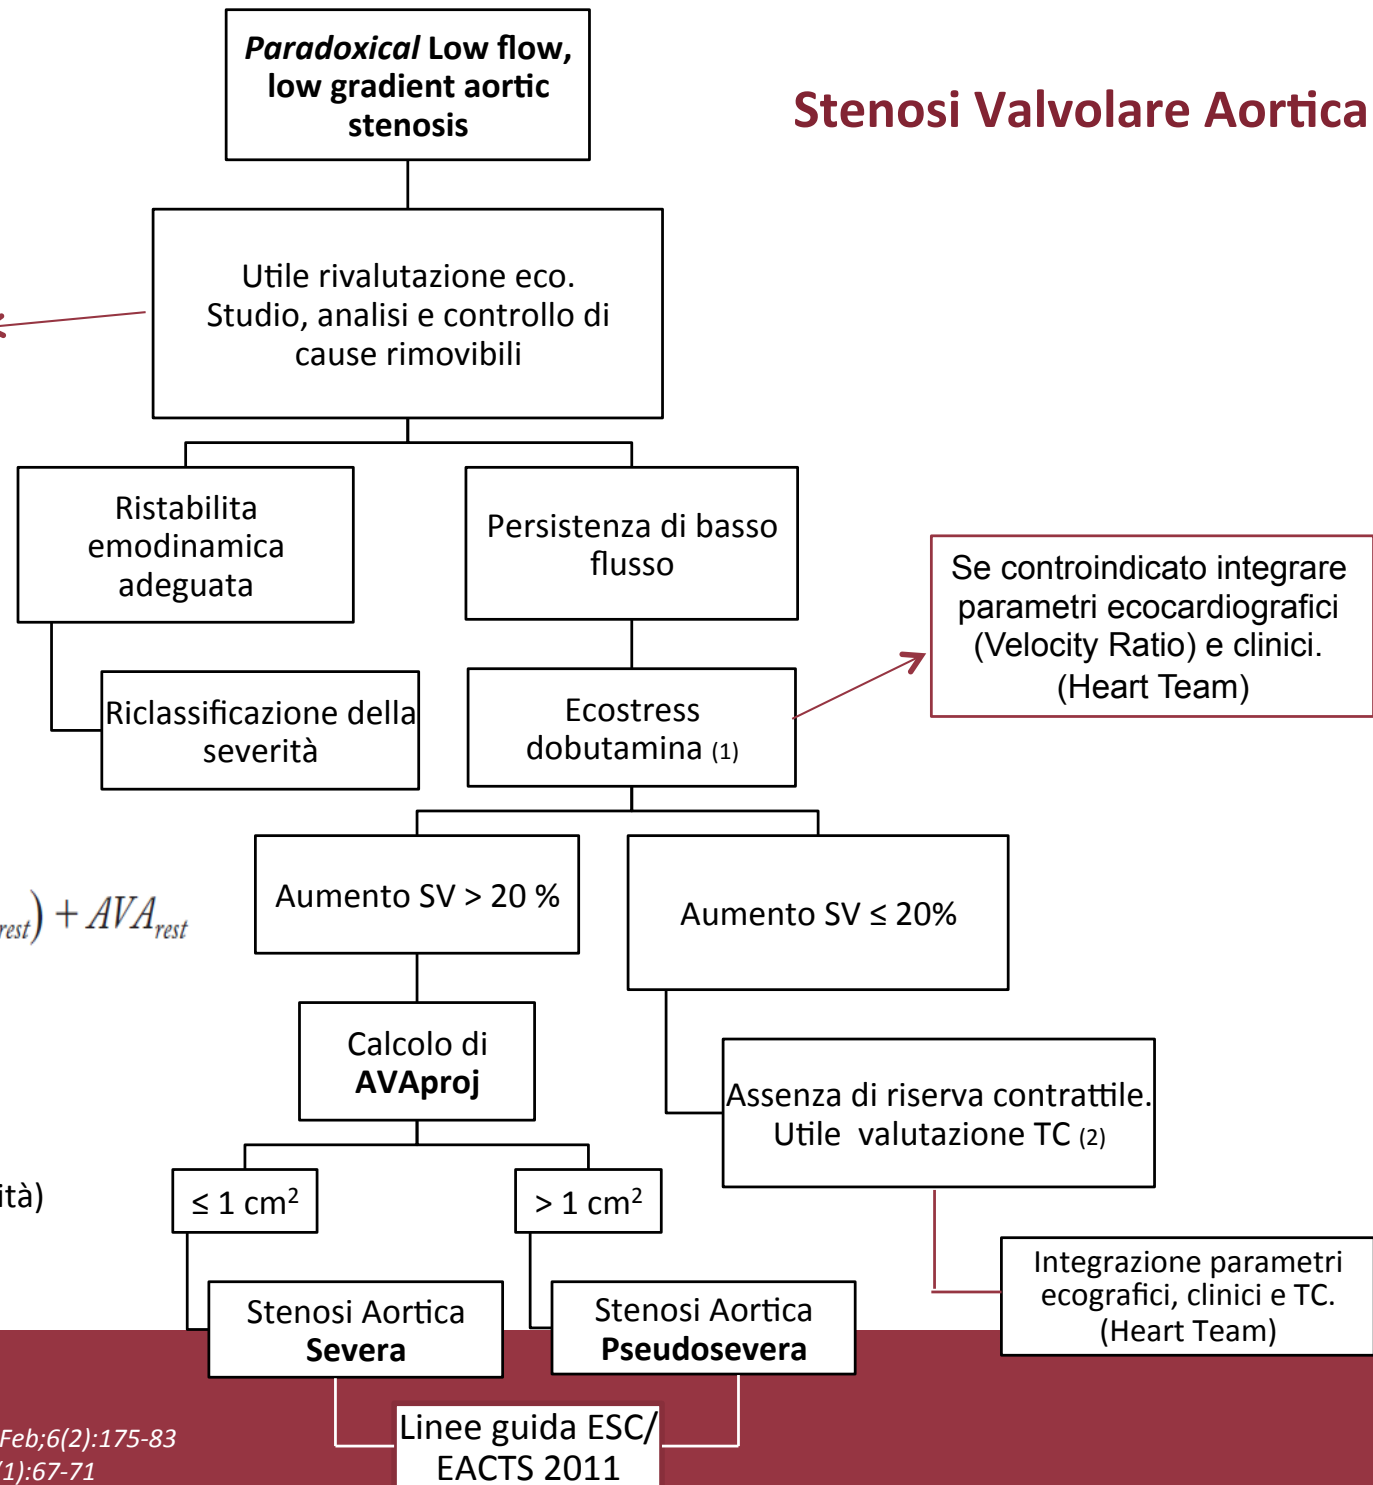 Paradoxical Low flow,
low gradient aortic
stenosis
Stenosi Valvolare Aortica
Utile rivalutazione eco.
Studio, analisi e controllo di
cause rimovibili
Ristabilita
emodinamica
adeguata
Persistenza di basso
flusso
Se controindicato integrare
parametri ecocardiografici
(Velocity Ratio) e clinici.
(Heart Team)
Riclassificazione della
severità
Ecostress
dobutamina (1)
Aumento SV > 20 %
Aumento SV ≤ 20%
rest) + AVArest
Calcolo di
AVAproj
Assenza di riserva contrattile.
Utile valutazione TC (2)
ità)
≤ 1 cm²
> 1 cm²
Integrazione parametri
ecografici, clinici e TC.
(Heart Team)
Stenosi Aortica
Severa
Stenosi Aortica
Pseudosevera
Linee guida ESC/
EACTS 2011
Feb;6(2):175-83
(1):67-71